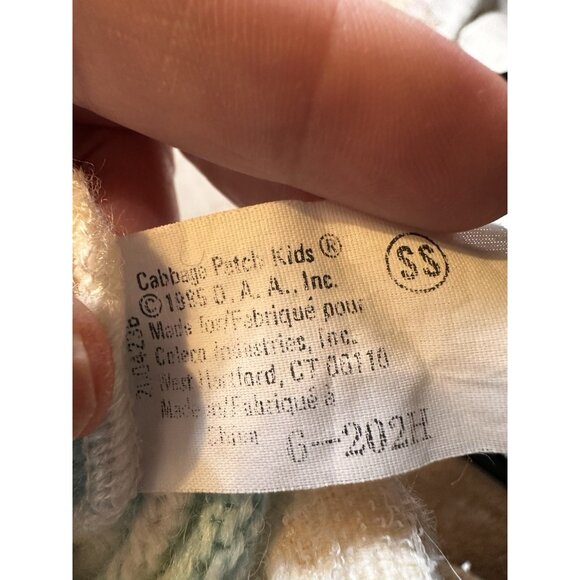 Cabbage Patch Kids ®
© 1985 O. A. A., Inc.
Made for/Fabriqué pour
Coleco Industries, Inc.
West Hartford, CT 06110
Made in/Fabriqué à
China
SS
G--202H